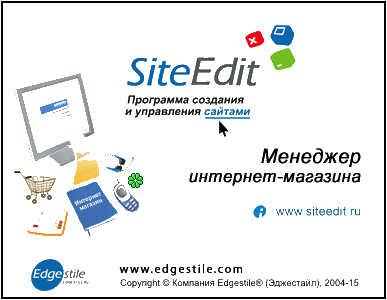 SiteEdit
Программа создания
и управления сайтами
Менеджер
интернет-магазина
www.siteedit.ru
Интернет
магазин
Edgestile
www.edgestile.com
Copyright © Компания Edgestile® (Эджестайл), 2004-15